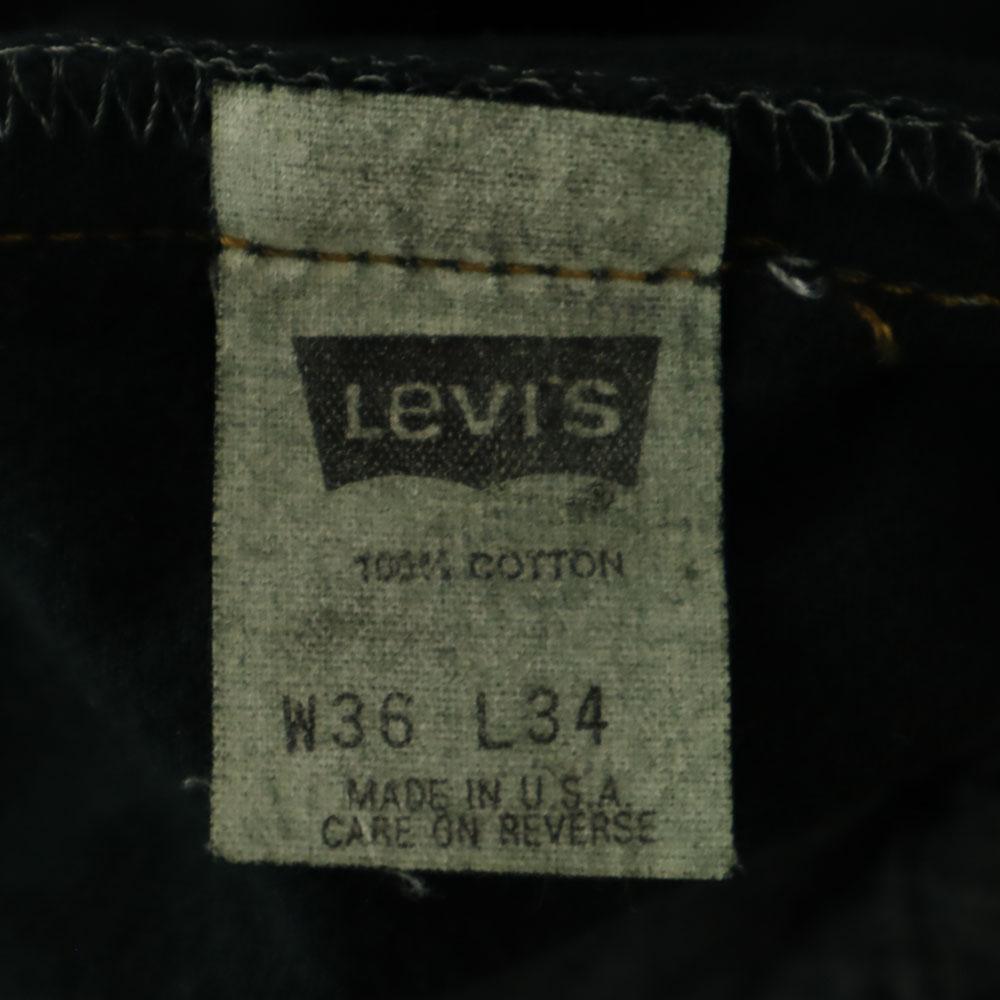 Levi's
®
100% COTTON
W36 L34
MADE IN U.S.A.
CARE ON REVERSE